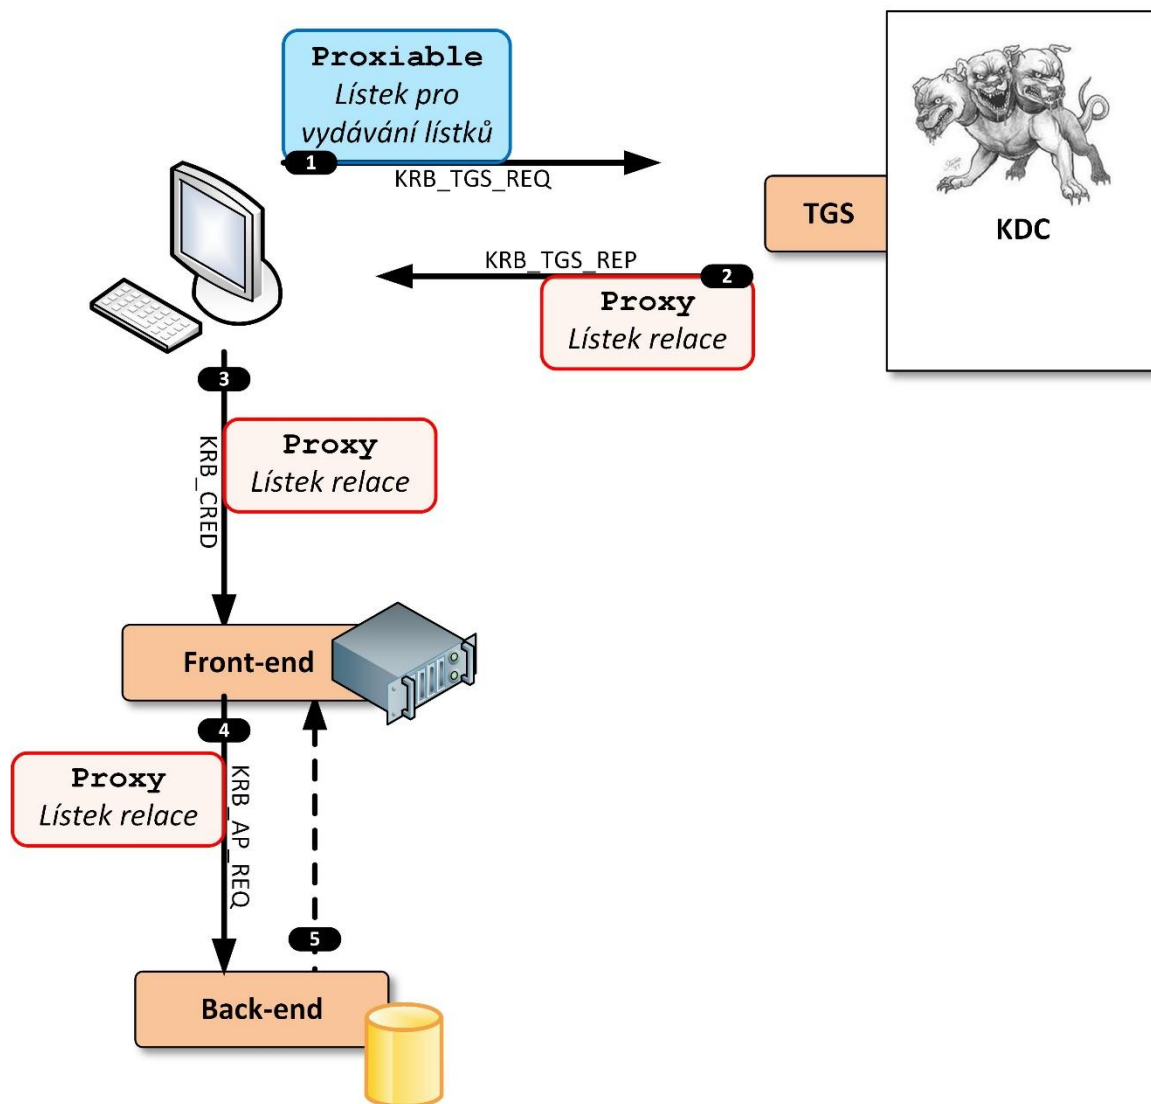 Proxiable
Lístek pro
vydávání lístků
1
KRB_TGS_REQ
TGS
KDC
KRB_TGS_REP
2
Proxy
Lístek relace
3
KRB_CRED
Proxy
Lístek relace
Front-end
4
Proxy
Lístek relace
KRB_AP_REQ
5
Back-end